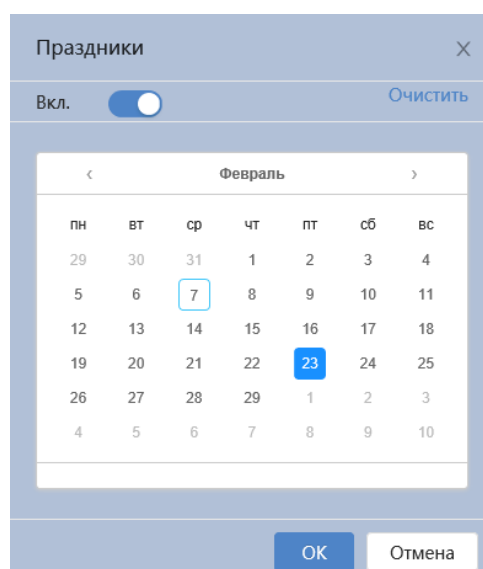 Праздники X
Вкл. Очистить
‹ Февраль ›
пн вт ср чт пт сб вс
29 30 31 1 2 3 4
5 6 7 8 9 10 11
12 13 14 15 16 17 18
19 20 21 22 23 24 25
26 27 28 29 1 2 3
4 5 6 7 8 9 10
OK Отмена